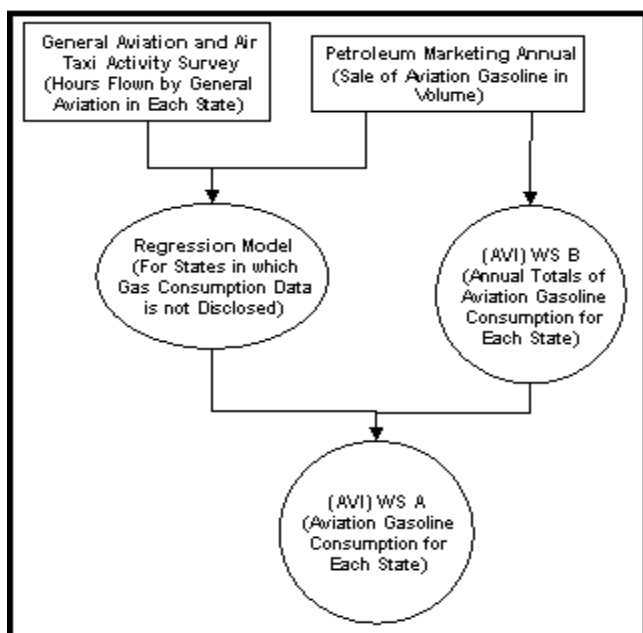 General Aviation and Air
Taxi Activity Survey
(Hours Flown by General
Aviation in Each State)
Petroleum Marketing Annual
(Sale of Aviation Gasoline in
Volume)
Regression Model
(For States in which
Gas Consumption Data
is not Disclosed)
(AVI) WS B
(Annual Totals of
Aviation Gasoline
Consumption for
Each State)
(AVI) WS A
(Aviation Gasoline
Consumption for
Each State)